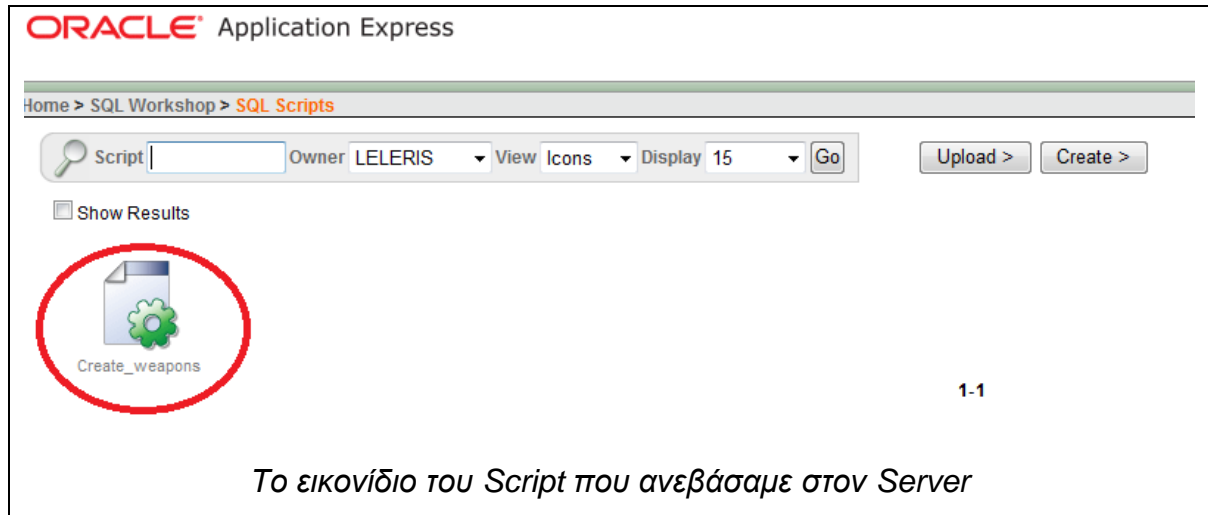 ORACLE Application Express
Home > SQL Workshop > SQL Scripts
Script Owner LELERIS View Icons Display 15 Go Upload > Create >
Show Results
Create_weapons
1-1
Το εικονίδιο του Script που ανεβάσαμε στον Server